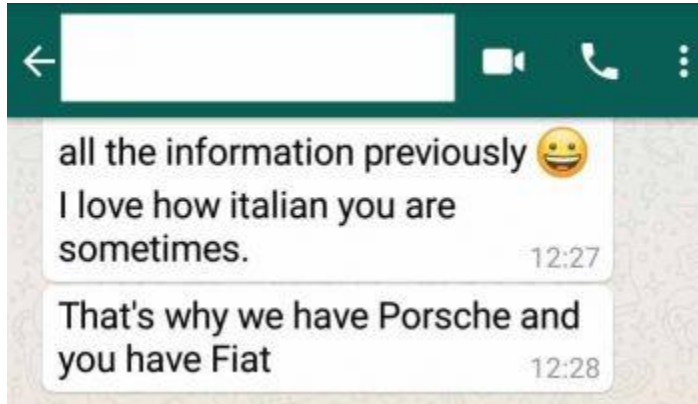 all the information previously 😀
I love how italian you are
sometimes.
12:27
That's why we have Porsche and
you have Fiat
12:28